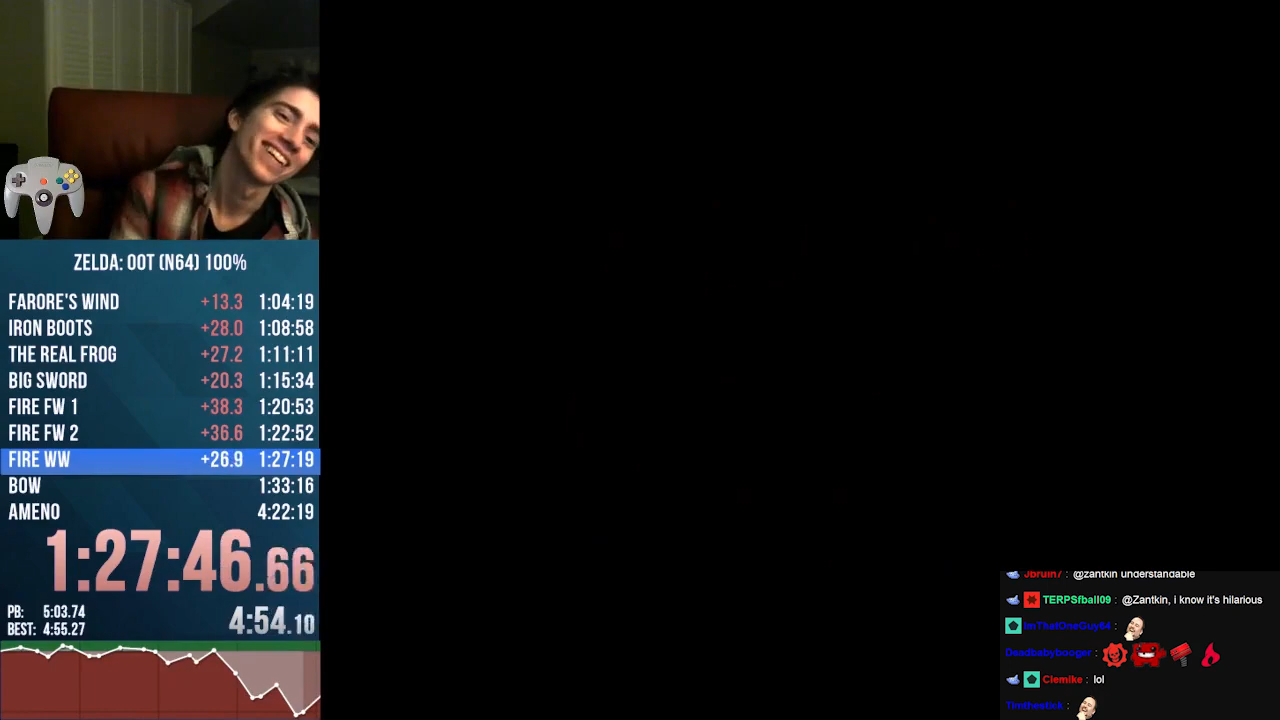 ZELDA: OOT (N64) 100%
FARORE'S WIND +13.3 1:04:19
IRON BOOTS +28.0 1:08:58
THE REAL FROG +27.2 1:11:11
BIG SWORD +20.3 1:15:34
FIRE FW 1 +38.3 1:20:53
FIRE FW 2 +36.6 1:22:52
FIRE WW +26.9 1:27:19
BOW 1:33:16
AMENO 4:22:19
1:27:46.66
PB: 5:03.74
BEST: 4:55.27
4:54.10
Jbruin7 : @zantkin understandable
TERPSfball09 : @Zantkin, i know it's hilarious
ImThatOneGuy64 :
Deadbabybooger :
Clemike : lol
Timthestick :